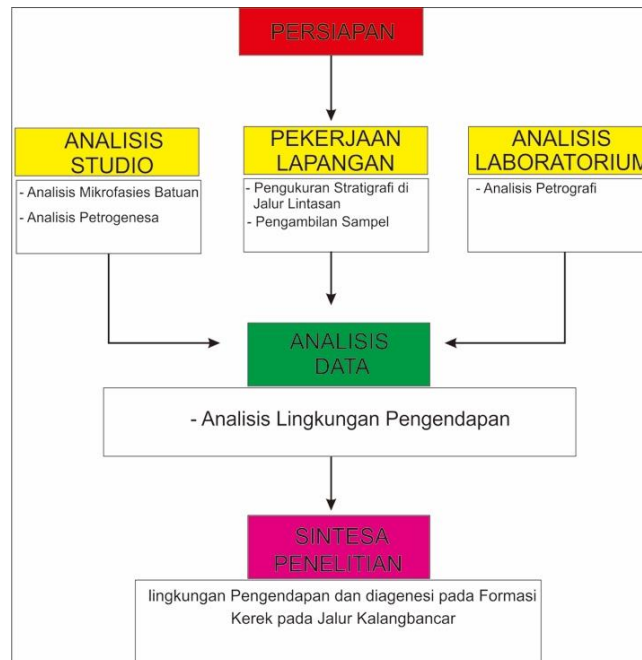 PERSIAPAN
ANALISIS
STUDIO
- Analisis Mikrofasies Batuan
- Analisis Petrogenesa
PEKERJAAN
LAPANGAN
- Pengukuran Stratigrafi di
Jalur Lintasan
- Pengambilan Sampel
ANALISIS
LABORATORIUM
- Analisis Petrografi
ANALISIS
DATA
- Analisis Lingkungan Pengendapan
SINTESA
PENELITIAN
lingkungan Pengendapan dan diagenesi pada Formasi
Kerek pada Jalur Kalangbancar